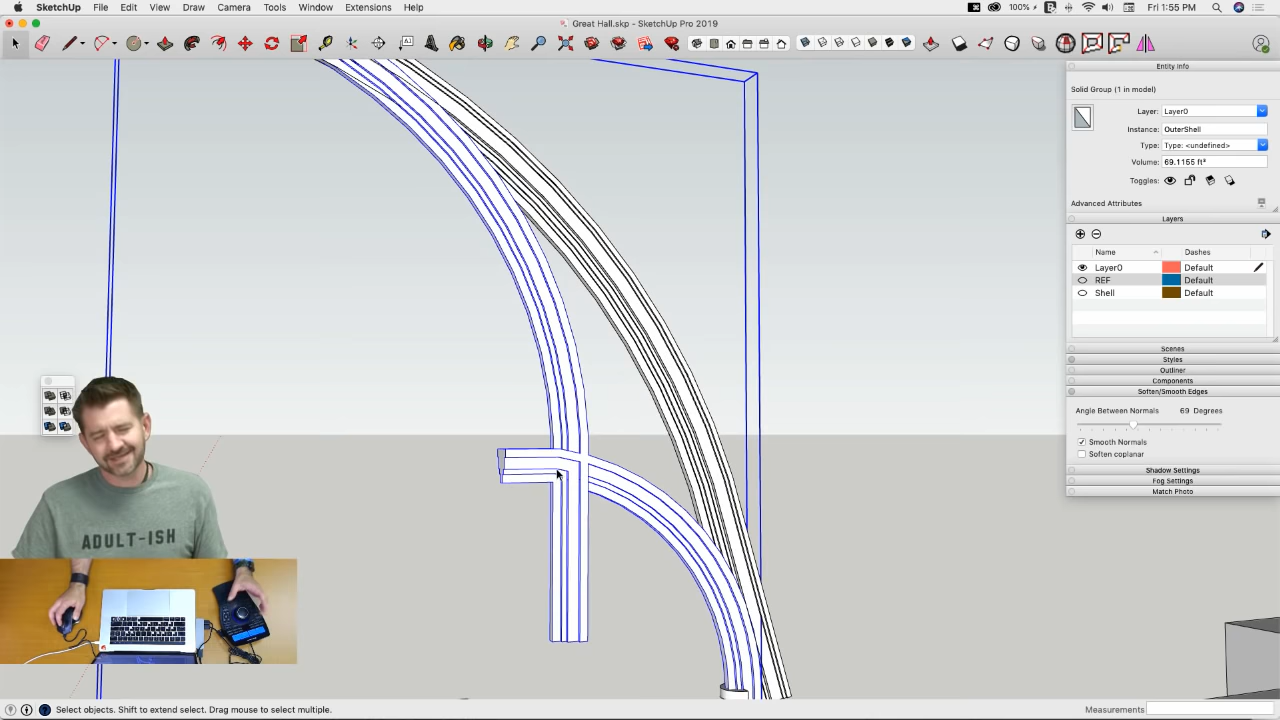 SketchUp File Edit View Draw Camera Tools Window Extensions Help 100% Fri 1:55 PM
Great Hall.skp - SketchUp Pro 2019
Entity Info
Solid Group (1 in model)
Layer: Layer0
Instance: OuterShell
Type: Type: <undefined>
Volume: 69.1155 ft³
Toggles:
Advanced Attributes
Layers
Name Dashes
Layer0 Default
REF Default
Shell Default
Scenes
Styles
Outliner
Components
Soften/Smooth Edges
Angle Between Normals 69 Degrees
Smooth Normals
Soften coplanar
Shadow Settings
Fog Settings
Match Photo
ADULT-ISH
Select objects. Shift to extend select. Drag mouse to select multiple. Measurements